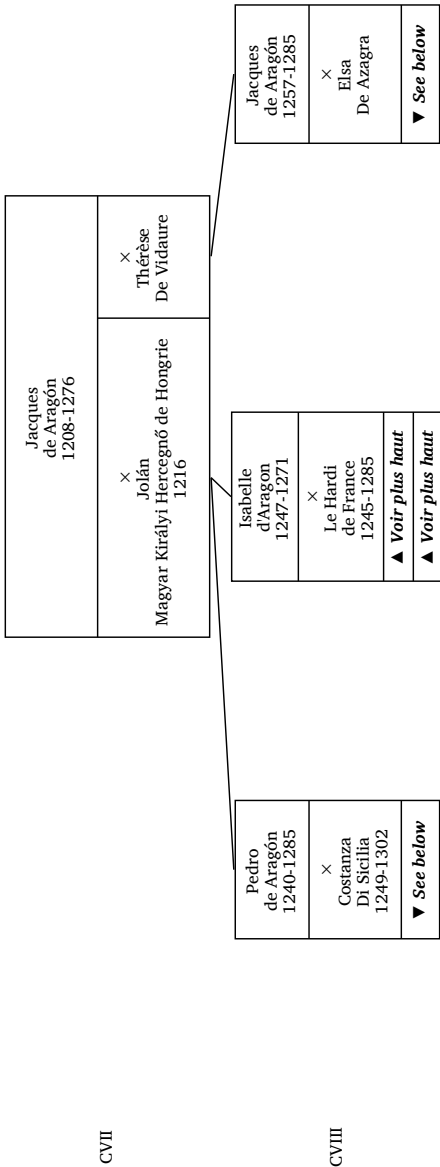 CVII
Jacques
de Aragón
1208-1276
×
Jolán
Magyar Királyi Hercegnő de Hongrie
1216
×
Thérèse
De Vidaure
CVIII
Pedro
de Aragón
1240-1285
×
Costanza
Di Sicilia
1249-1302
▼ See below
Isabelle
d'Aragon
1247-1271
×
Le Hardi
de France
1245-1285
▲ Voir plus haut
▲ Voir plus haut
Jacques
de Aragón
1257-1285
×
Elsa
De Azagra
▼ See below